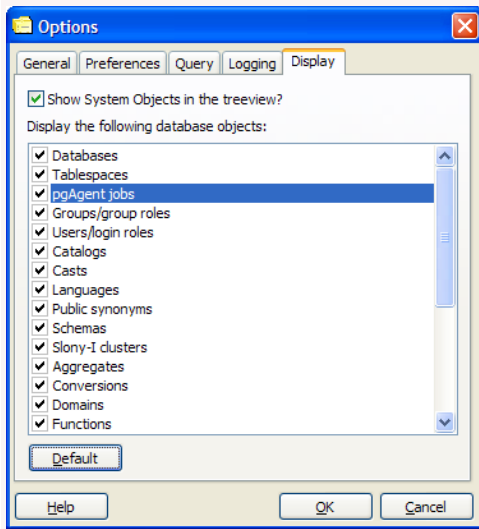 Options
General Preferences Query Logging Display
Show System Objects in the treeview?
Display the following database objects:
Databases
Tablespaces
pgAgent jobs
Groups/group roles
Users/login roles
Catalogs
Casts
Languages
Public synonyms
Schemas
Slony-I clusters
Aggregates
Conversions
Domains
Functions
Default
Help OK Cancel